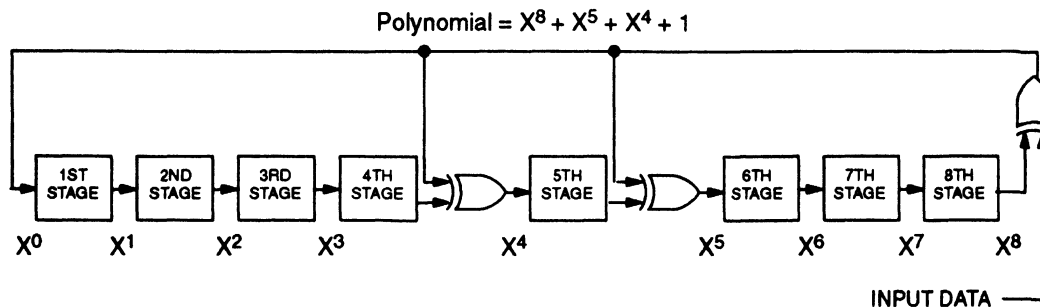 Polynomial = X⁸ + X⁵ + X⁴ + 1
1ST STAGE
2ND STAGE
3RD STAGE
4TH STAGE
5TH STAGE
6TH STAGE
7TH STAGE
8TH STAGE
X⁰ X¹ X² X³ X⁴ X⁵ X⁶ X⁷ X⁸
INPUT DATA